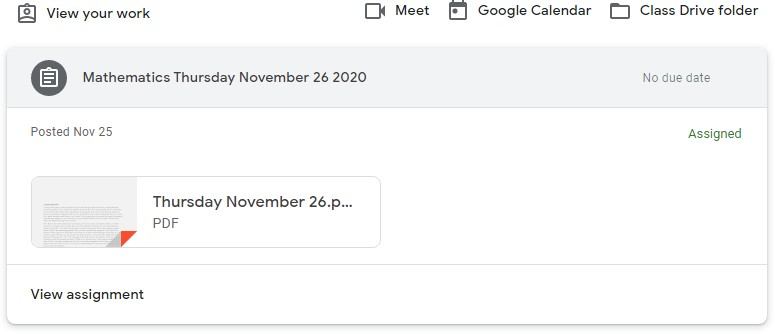 View your work
Meet
Google Calendar
Class Drive folder
Mathematics Thursday November 26 2020
No due date
Posted Nov 25
Assigned
Thursday November 26.p...
PDF
View assignment